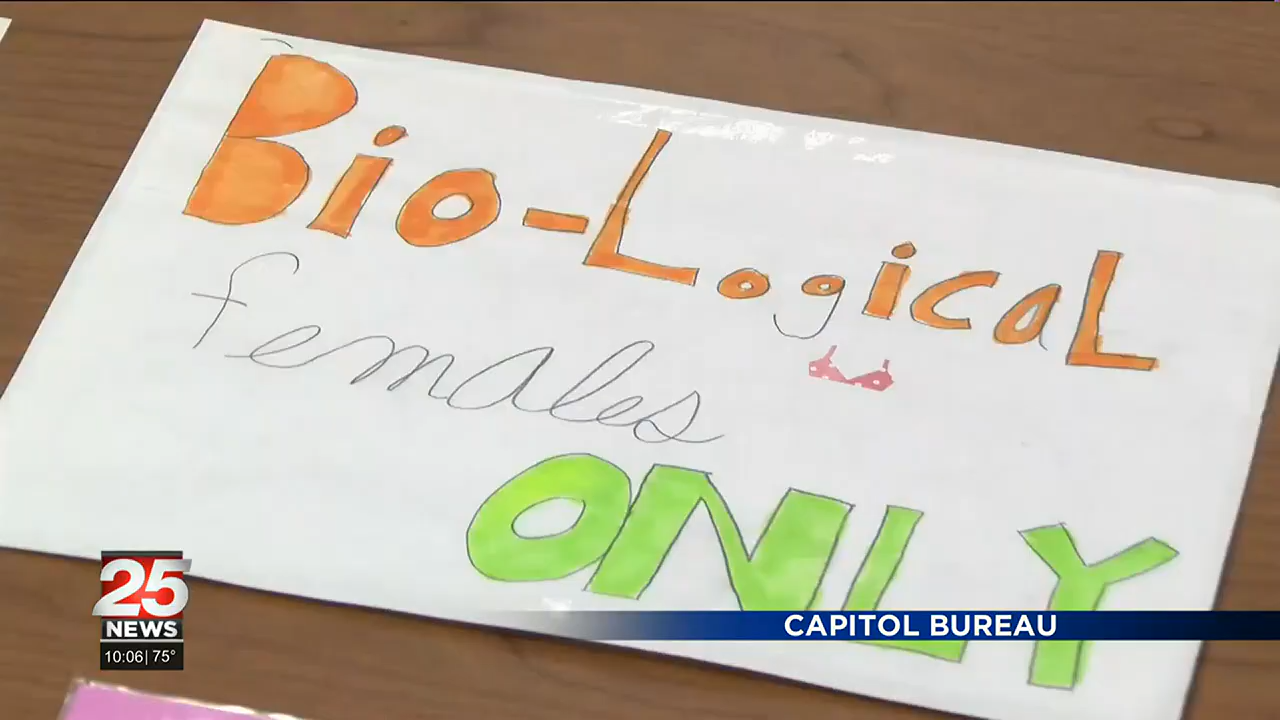 Bio-LogicaL
females
ONLY
25
NEWS
10:06 | 75°
CAPITOL BUREAU